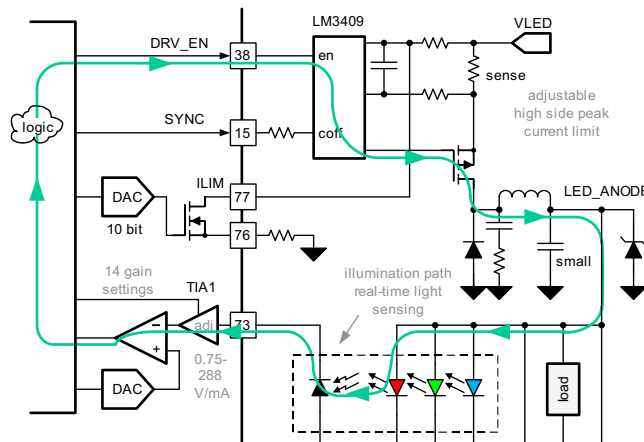 LM3409
VLED
DRV_EN
38
en
sense
adjustable
high side peak
current limit
logic
SYNC
15
coff
ILIM
DAC
77
10 bit
76
LED_ANODE
small
14 gain
settings
TIA1
illumination path
real-time light
sensing
73
adj
−
+
0.75-
288
V/mA
DAC
load